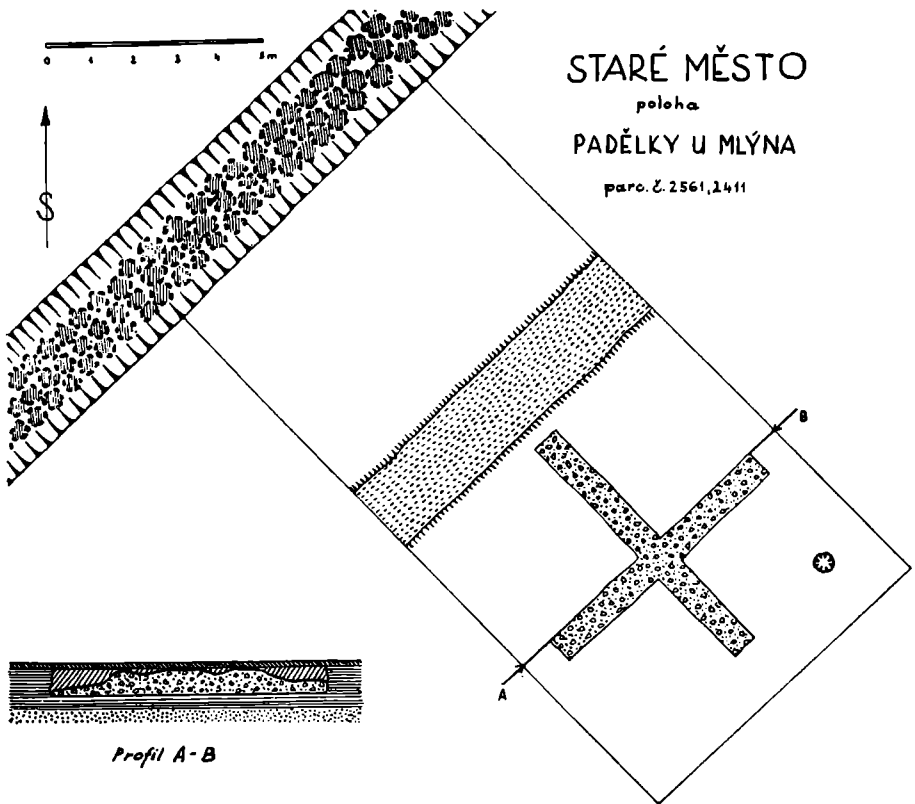 0 1 2 3 4 5m
STARÉ MĚSTO
poloha
PADĚLKY U MLÝNA
parc. č. 2561, 2411
S
B
A
Profil A-B